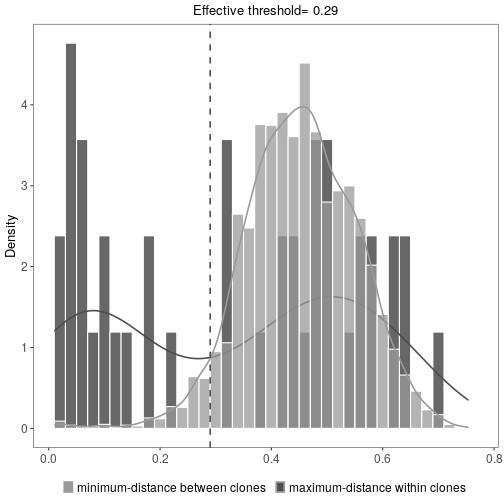 Effective threshold= 0.29
4
3
2
1
0
Density
0.0 0.2 0.4 0.6 0.8
minimum-distance between clones maximum-distance within clones